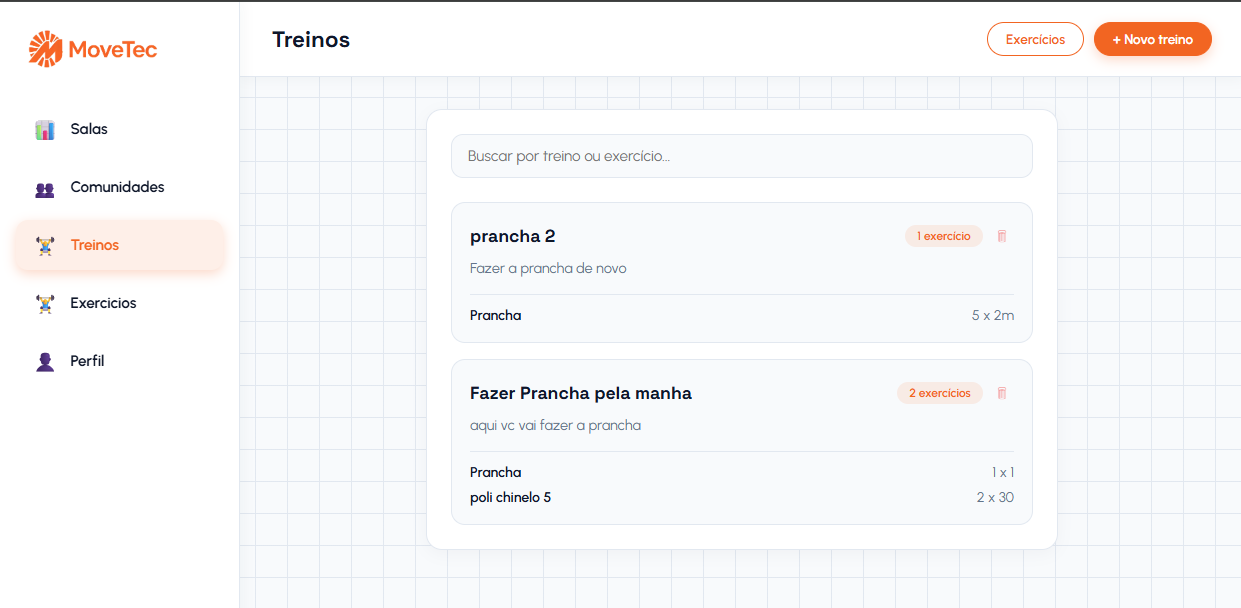 MoveTec
Treinos
Exercícios
+ Novo treino
Salas
Comunidades
Treinos
Exercicios
Perfil
Buscar por treino ou exercício...
prancha 2
1 exercício
Fazer a prancha de novo
Prancha
5 x 2m
Fazer Prancha pela manha
2 exercícios
aqui vc vai fazer a prancha
Prancha
1 x 1
poli chinelo 5
2 x 30